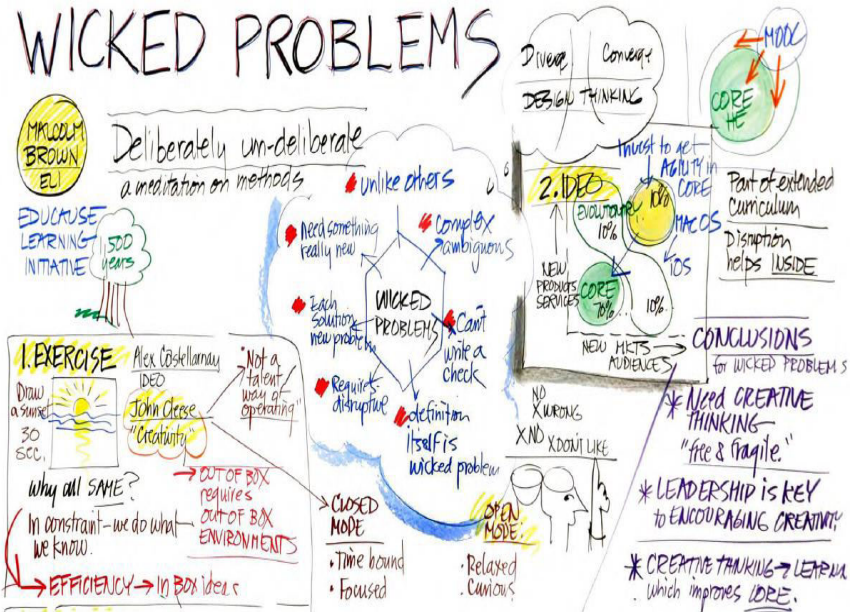 WICKED PROBLEMS
MALCOLM
BROWN
ELI
Deliberately un-deliberate
a meditation on methods
EDUCAUSE
LEARNING
INITIATIVE
1,500
years
Diverge
Converge
DESIGN THINKING
MOOC
CORE
HE
Part of extended
curriculum
Disruption
helps INSIDE
unlike others
Need something
really new
Complex
ambiguous
WICKED
PROBLEMS
Each
solution
new problem
Can't
write a
check
Requires
disruptive
definition
itself is
wicked problem
2. IDEO
Invest to get
AGILITY in
CORE
EVOLUTIONARY
10%
10%
MAC OS
iOS
NEW
PRODUCTS
SERVICES
CORE
70%
10%
NEW MKTS
AUDIENCES
1. EXERCISE
Draw
a sunset
30
SEC.
Alex Castellarnau
IDEO
John Cleese
"Creativity"
"Not a
talent
way of
operating"
Why all SAME?
In constraint - we do what
we know.
OUT OF BOX
requires
OUT OF BOX
ENVIRONMENTS
EFFICIENCY → In BOX ideas
CLOSED
MODE
• Time bound
• Focused
OPEN
MODE.
• Relaxed
• Curious
NO
X WRONG
X NO X DON'T LIKE
CONCLUSIONS
for WICKED PROBLEMS
* Need CREATIVE
THINKING-
"free & fragile."
* LEADERSHIP is KEY
to ENCOURAGING CREATIVITY
* CREATIVE THNKING → LEARN
which improves CORE.